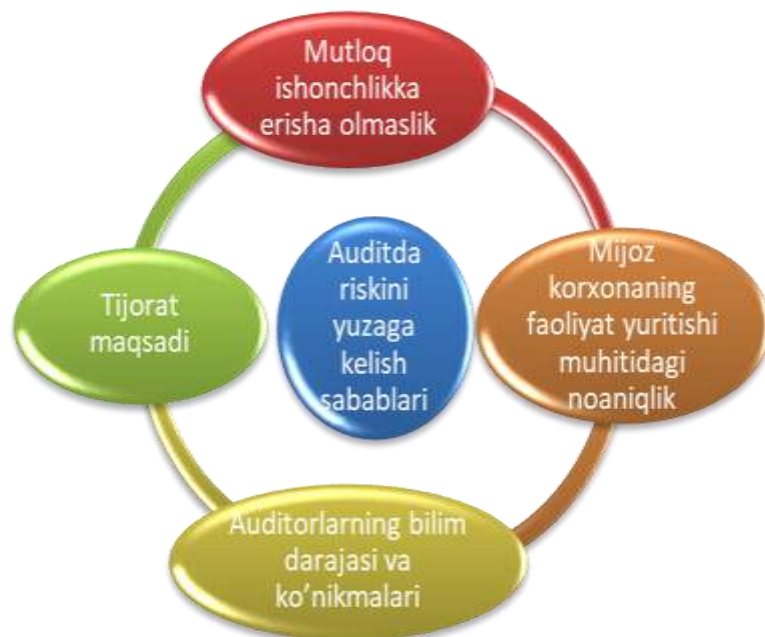 Mutloq
ishonchlikka
erisha olmaslik
Tijorat
maqsadi
Auditda
riskini
yuzaga
kelish
sabablari
Mijoz
korxonaning
faoliyat yuritishi
muhitidagi
noaniqlik
Auditorlarning bilim
darajasi va
ko’nikmalari